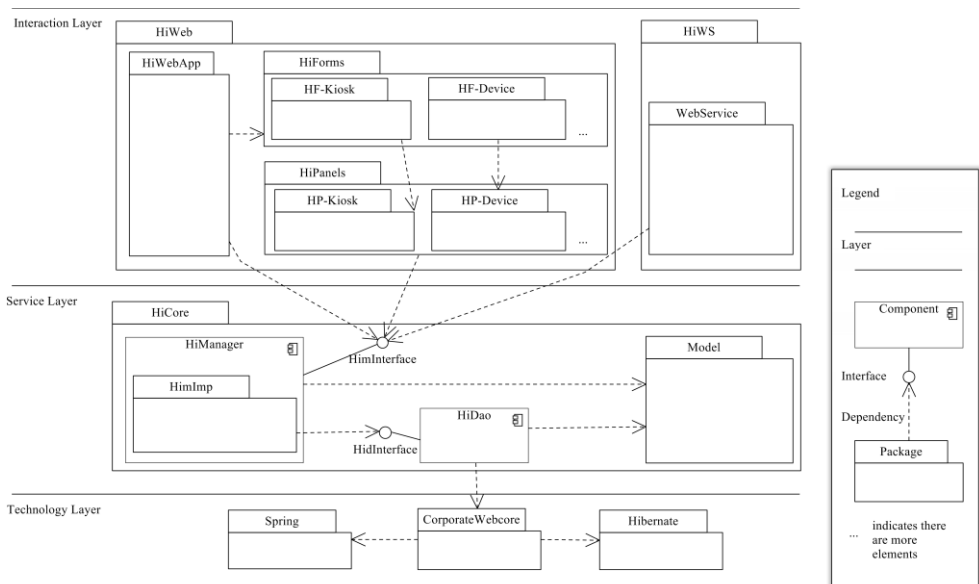 Interaction Layer
HiWeb
HiWS
HiWebApp
HiForms
HF-Kiosk
HF-Device
...
WebService
HiPanels
HP-Kiosk
HP-Device
...
Service Layer
HiCore
HiManager
HimInterface
Model
HimImp
HiDao
HidInterface
Technology Layer
Spring
CorporateWebcore
Hibernate
Legend
Layer
Component
Interface
Dependency
Package
... indicates there
are more
elements